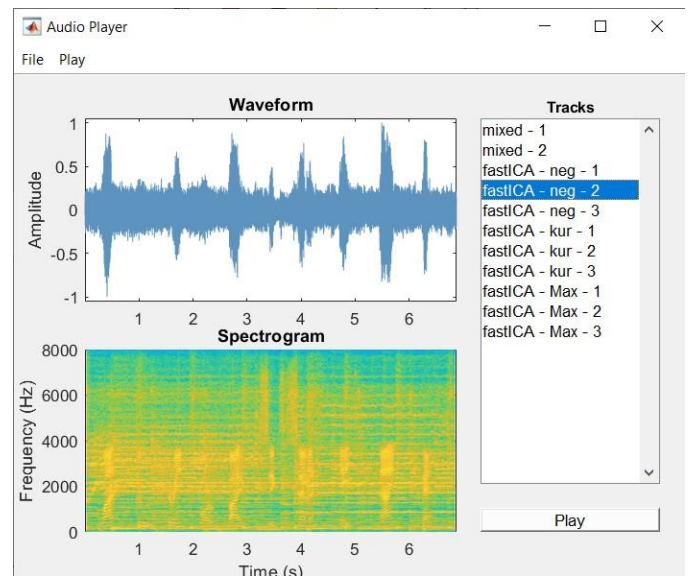 Audio Player
File Play
Waveform
Amplitude
1
0.5
0
-0.5
-1
1 2 3 4 5 6
Spectrogram
Frequency (Hz)
8000
6000
4000
2000
0
1 2 3 4 5 6
Time (s)
Tracks
mixed - 1
mixed - 2
fastICA - neg - 1
fastICA - neg - 2
fastICA - neg - 3
fastICA - kur - 1
fastICA - kur - 2
fastICA - kur - 3
fastICA - Max - 1
fastICA - Max - 2
fastICA - Max - 3
Play